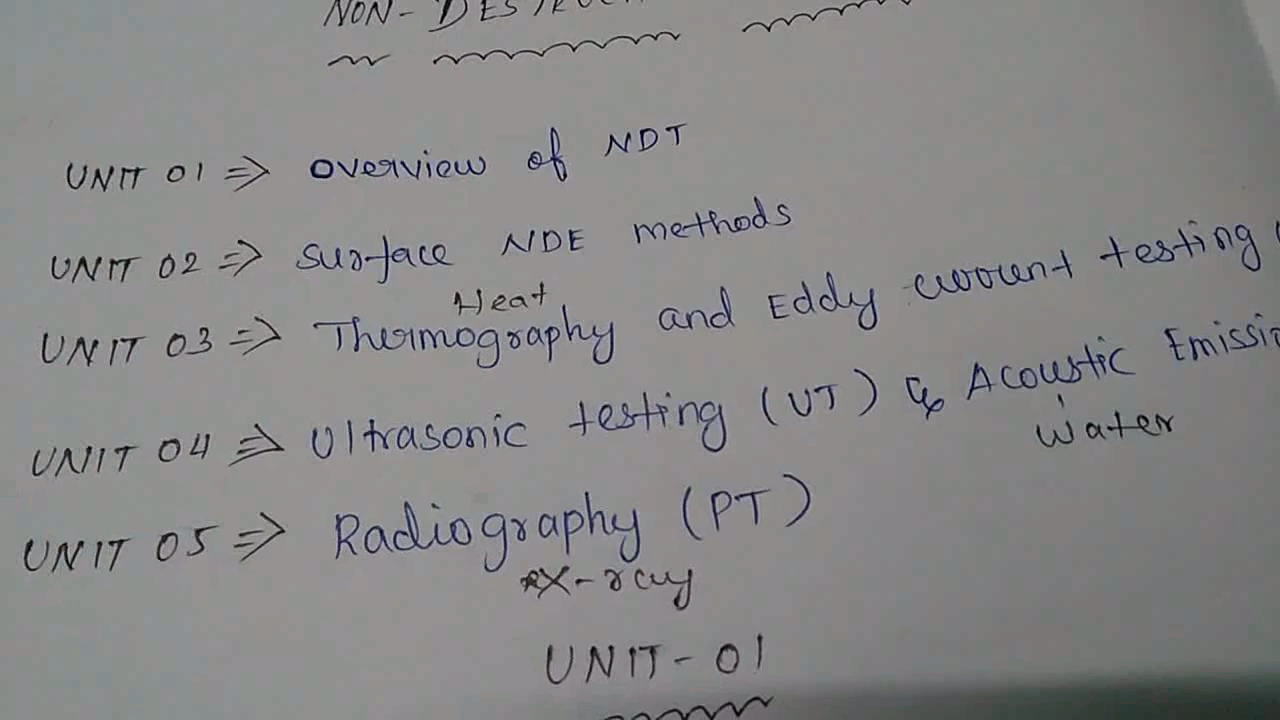 NON-
UNIT 01 => Overview of NDT
UNIT 02 => Surface NDE methods
Heat
UNIT 03 => Thermography and Eddy current testing
UNIT 04 => Ultrasonic testing (UT) & Acoustic
Water
UNIT 05 => Radiography (PT)
X-ray
UNIT-01